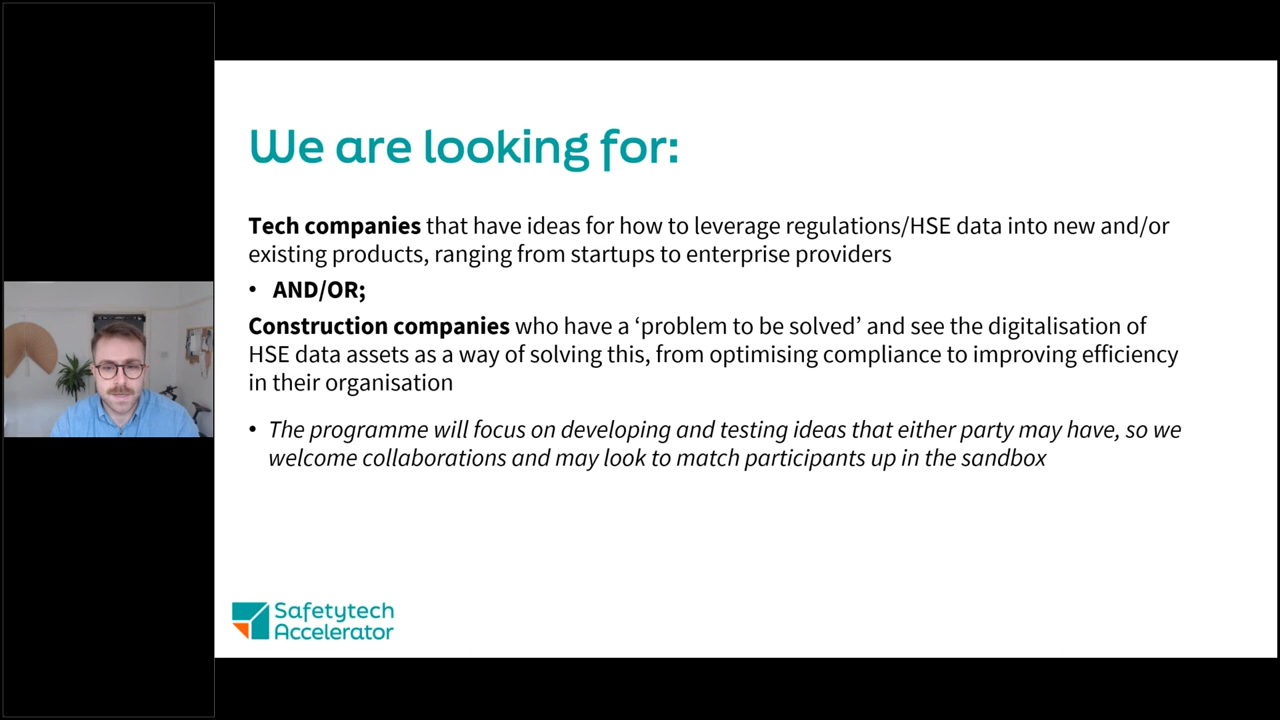 We are looking for:
Tech companies that have ideas for how to leverage regulations/HSE data into new and/or
existing products, ranging from startups to enterprise providers
• AND/OR;
Construction companies who have a ‘problem to be solved’ and see the digitalisation of
HSE data assets as a way of solving this, from optimising compliance to improving efficiency
in their organisation
• The programme will focus on developing and testing ideas that either party may have, so we
welcome collaborations and may look to match participants up in the sandbox
Safetytech
Accelerator